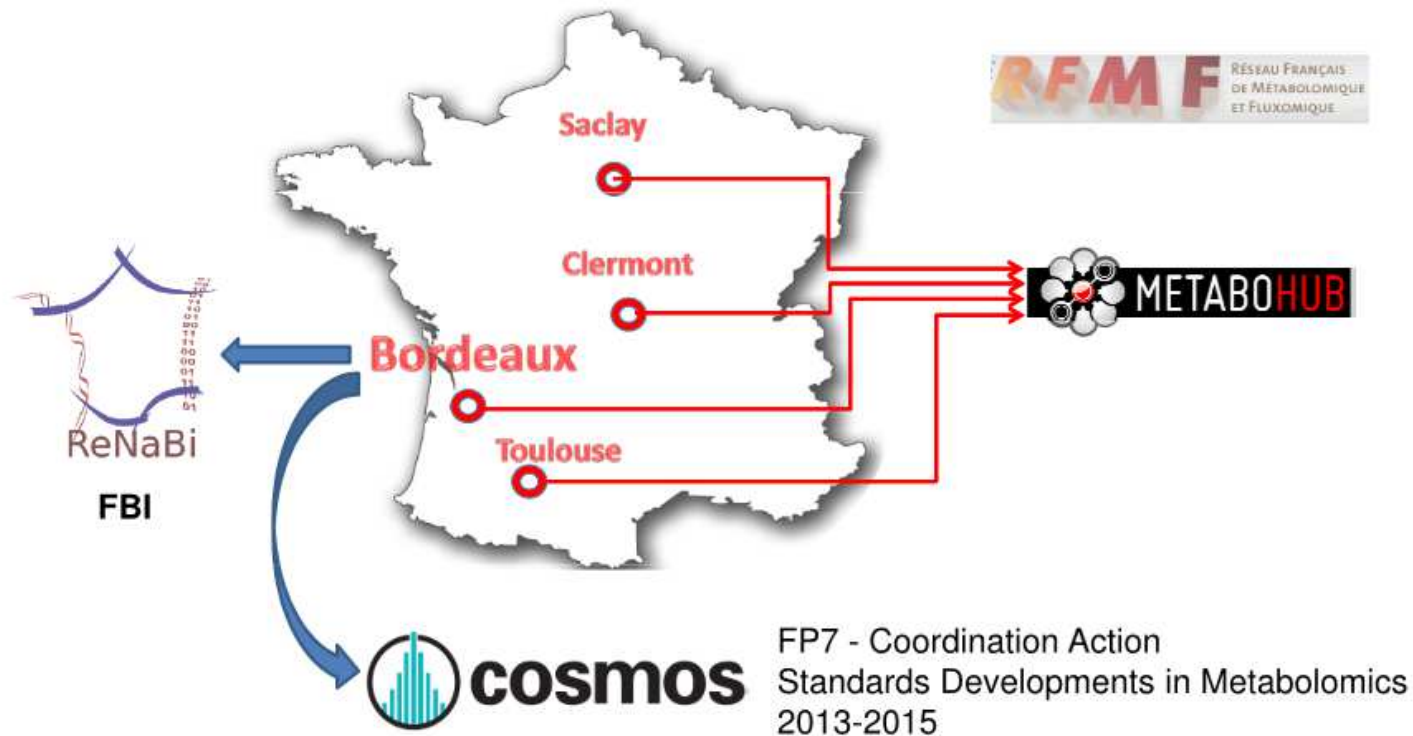 RFMF
RÉSEAU FRANÇAIS
DE MÉTABOLOMIQUE
ET FLUXOMIQUE
Saclay
Clermont
METABOHUB
Bordeaux
Toulouse
ReNaBi
FBI
cosmos
FP7 - Coordination Action
Standards Developments in Metabolomics
2013-2015